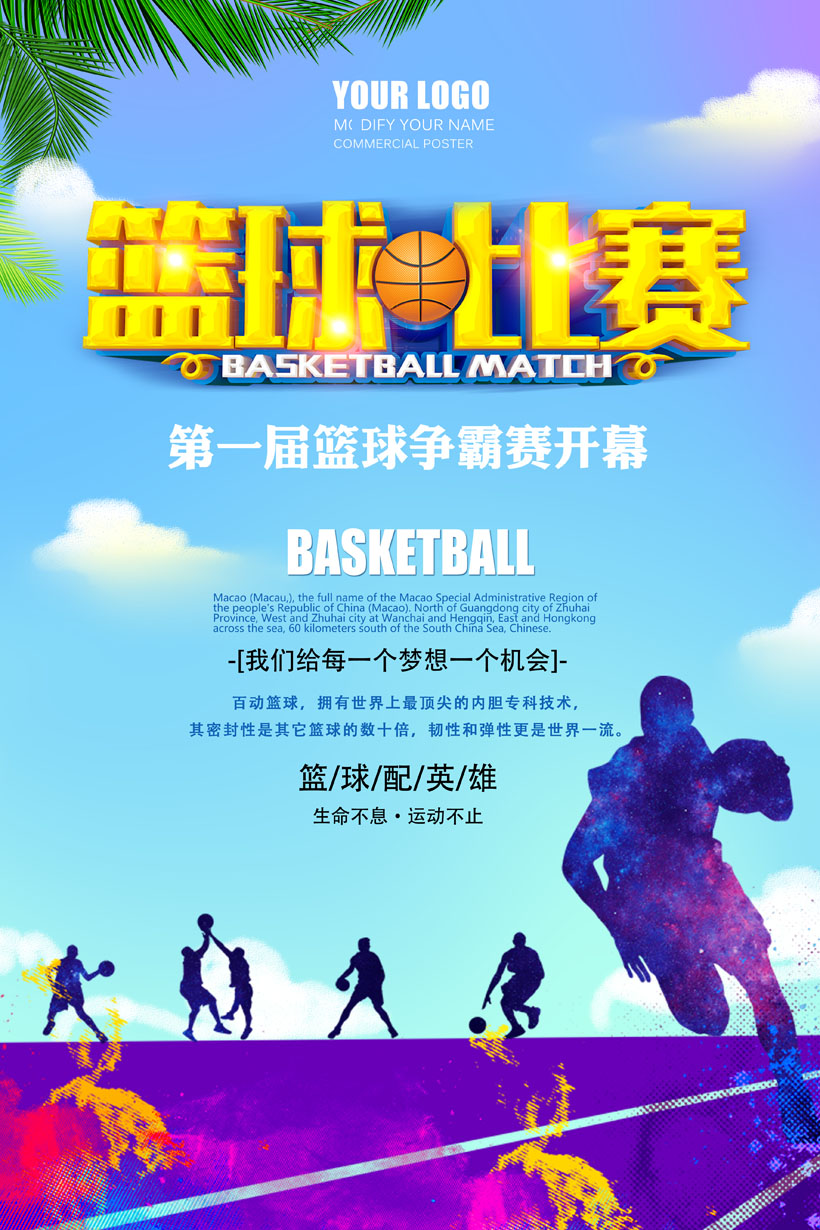 YOUR LOGO
MODIFY YOUR NAME
COMMERCIAL POSTER
篮球比赛
BASKETBALL MATCH
第一届篮球争霸赛开幕
BASKETBALL
Macao (Macau,), the full name of the Macao Special Administrative Region of
the people's Republic of China (Macao). North of Guangdong city of Zhuhai
Province, West and Zhuhai city at Wanchai and Hengqin, East and Hongkong
across the sea, 60 kilometers south of the South China Sea, Chinese.
-[我们给每一个梦想一个机会]-
百动篮球，拥有世界上最顶尖的内胆专科技术，
其密封性是其它篮球的数十倍，韧性和弹性更是世界一流。
篮/球/配/英/雄
生命不息·运动不止